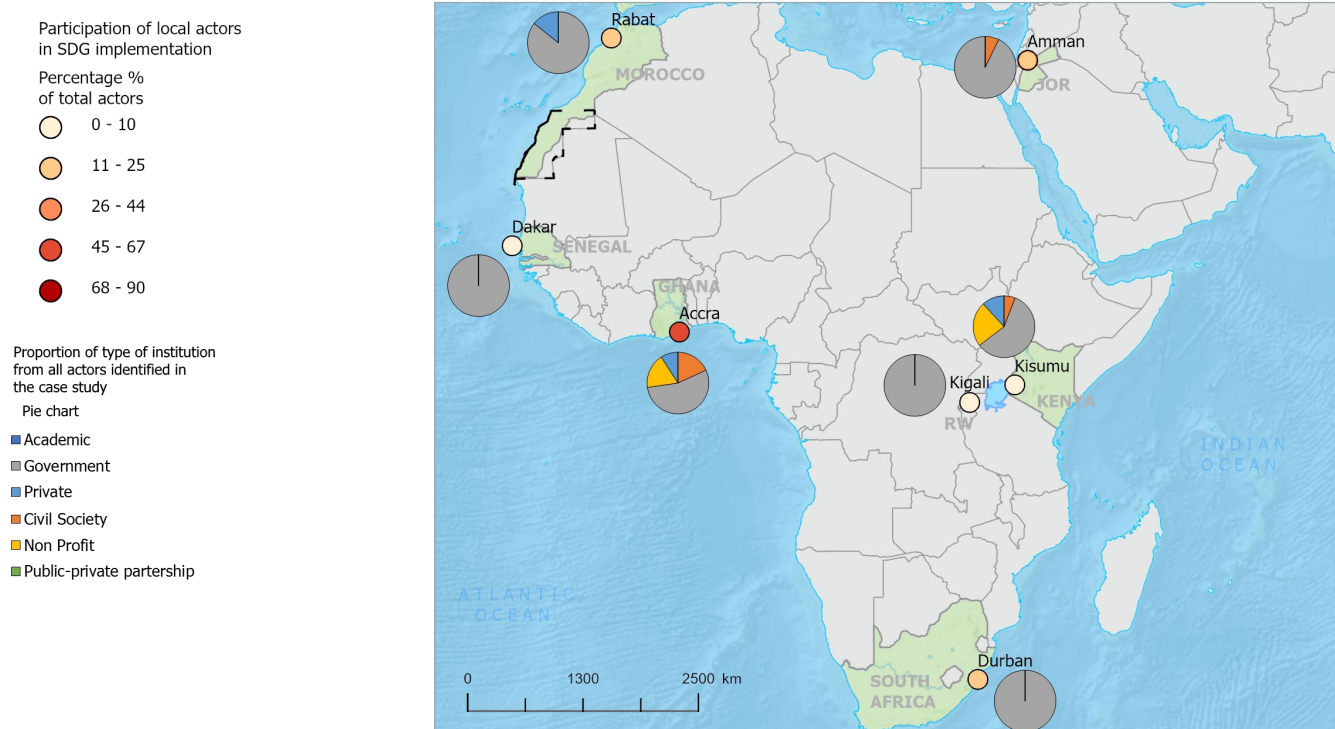 Participation of local actors
in SDG implementation
Percentage %
of total actors
0 - 10
11 - 25
26 - 44
45 - 67
68 - 90
Proportion of type of institution
from all actors identified in
the case study
Pie chart
Academic
Government
Private
Civil Society
Non Profit
Public-private partership
Rabat
MOROCCO
Amman
JOR
Dakar
SENEGAL
GHANA
Accra
Kisumu
Kigali
KENYA
RW
INDIAN
OCEAN
ATLANTIC
OCEAN
Durban
SOUTH
AFRICA
0 1300 2500 km